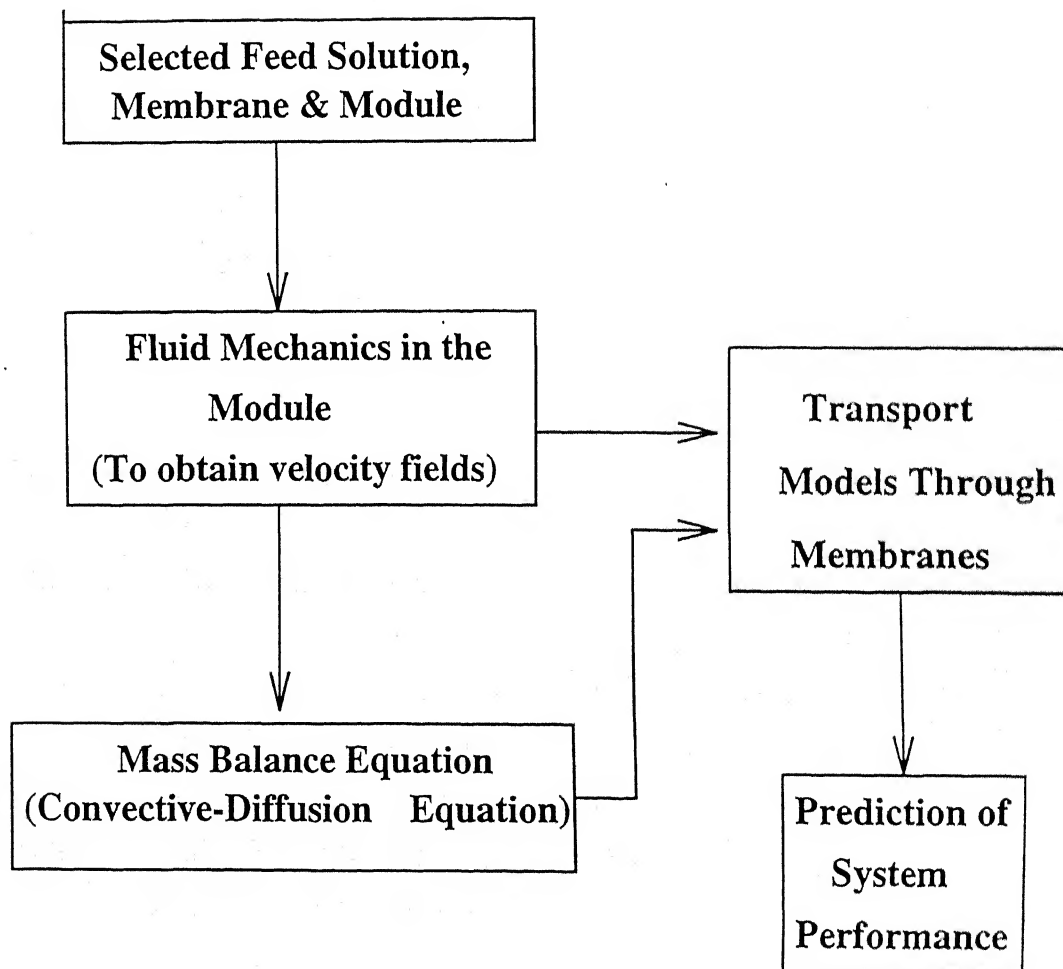 Selected Feed Solution,
Membrane & Module
Fluid Mechanics in the
Module
(To obtain velocity fields)
Transport
Models Through
Membranes
Mass Balance Equation
(Convective-Diffusion Equation)
Prediction of
System
Performance